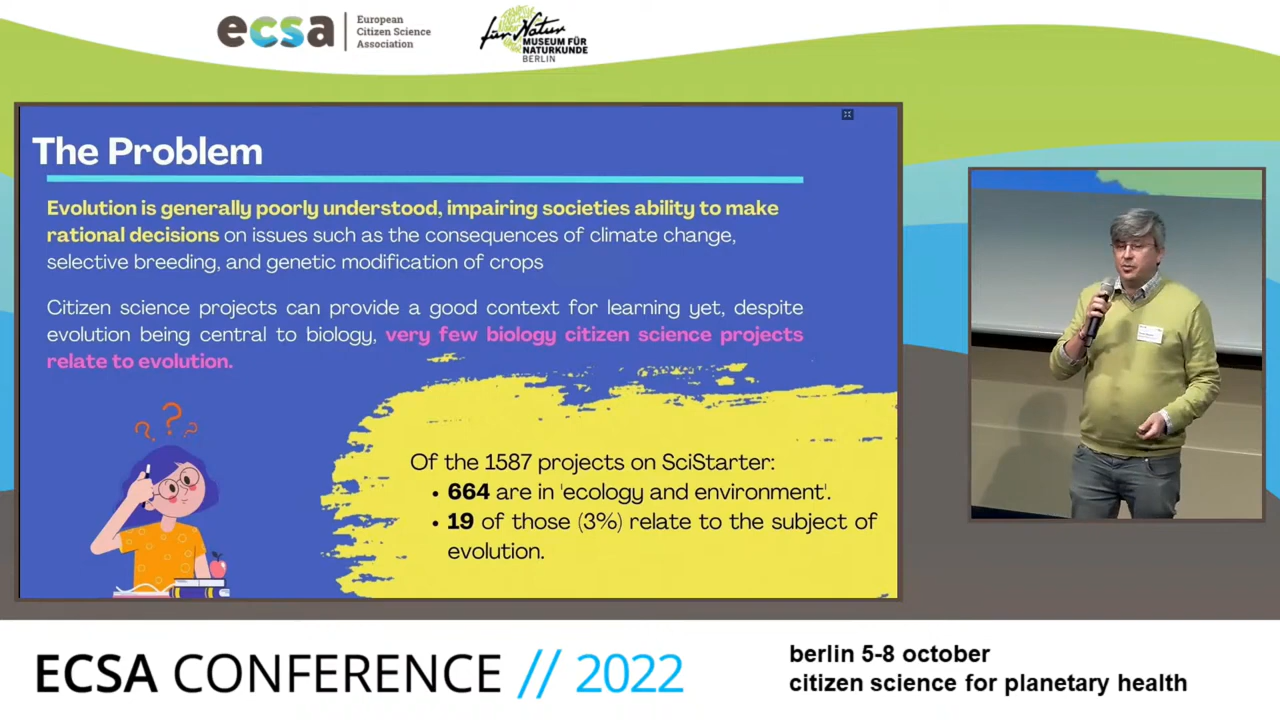 ecsa
European
Citizen Science
Association
für Natur
MUSEUM FÜR
NATURKUNDE
BERLIN
The Problem
Evolution is generally poorly understood, impairing societies ability to make
rational decisions on issues such as the consequences of climate change,
selective breeding, and genetic modification of crops
Citizen science projects can provide a good context for learning yet, despite
evolution being central to biology, very few biology citizen science projects
relate to evolution.
? ? ?
Of the 1587 projects on SciStarter:
• 664 are in 'ecology and environment'.
• 19 of those (3%) relate to the subject of
evolution.
ECSA CONFERENCE // 2022
berlin 5-8 october
citizen science for planetary health